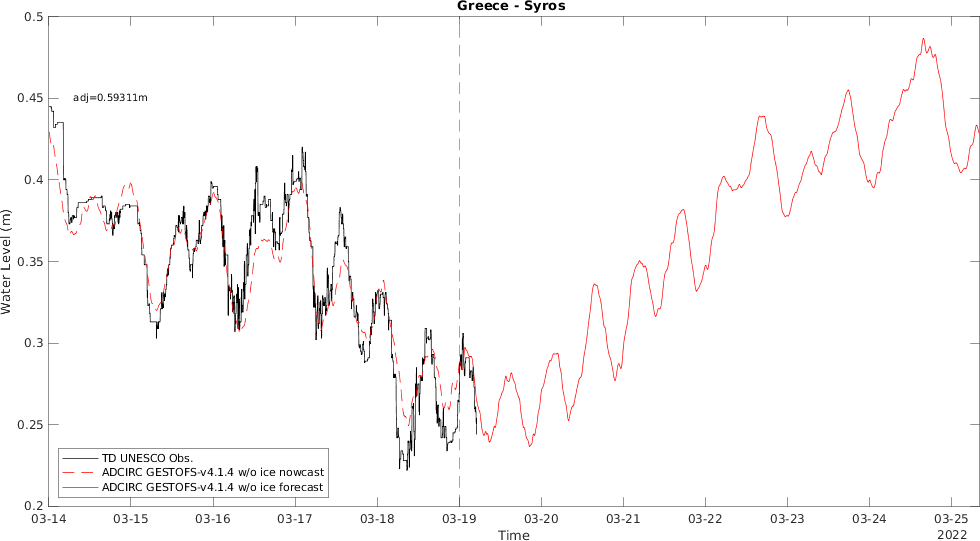 Greece - Syros
0.5
0.45
0.4
0.35
0.3
0.25
0.2
Water Level (m)
adj=0.59311m
TD UNESCO Obs.
ADCIRC GESTOFS-v4.1.4 w/o ice nowcast
ADCIRC GESTOFS-v4.1.4 w/o ice forecast
03-14 03-15 03-16 03-17 03-18 03-19 03-20 03-21 03-22 03-23 03-24 03-25
Time
2022